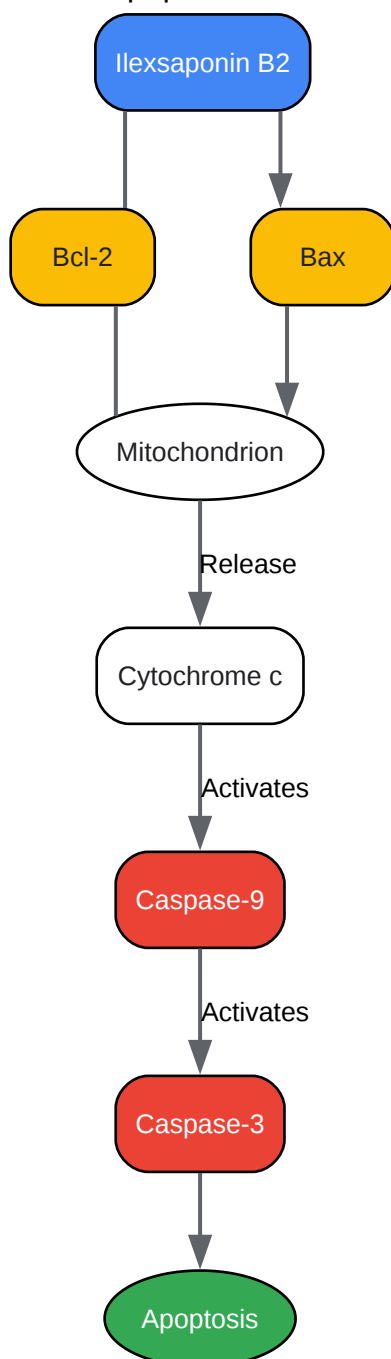 Ilexsaponin B2
Bcl-2
Bax
Mitochondrion
Release
Cytochrome c
Activates
Caspase-9
Activates
Caspase-3
Apoptosis